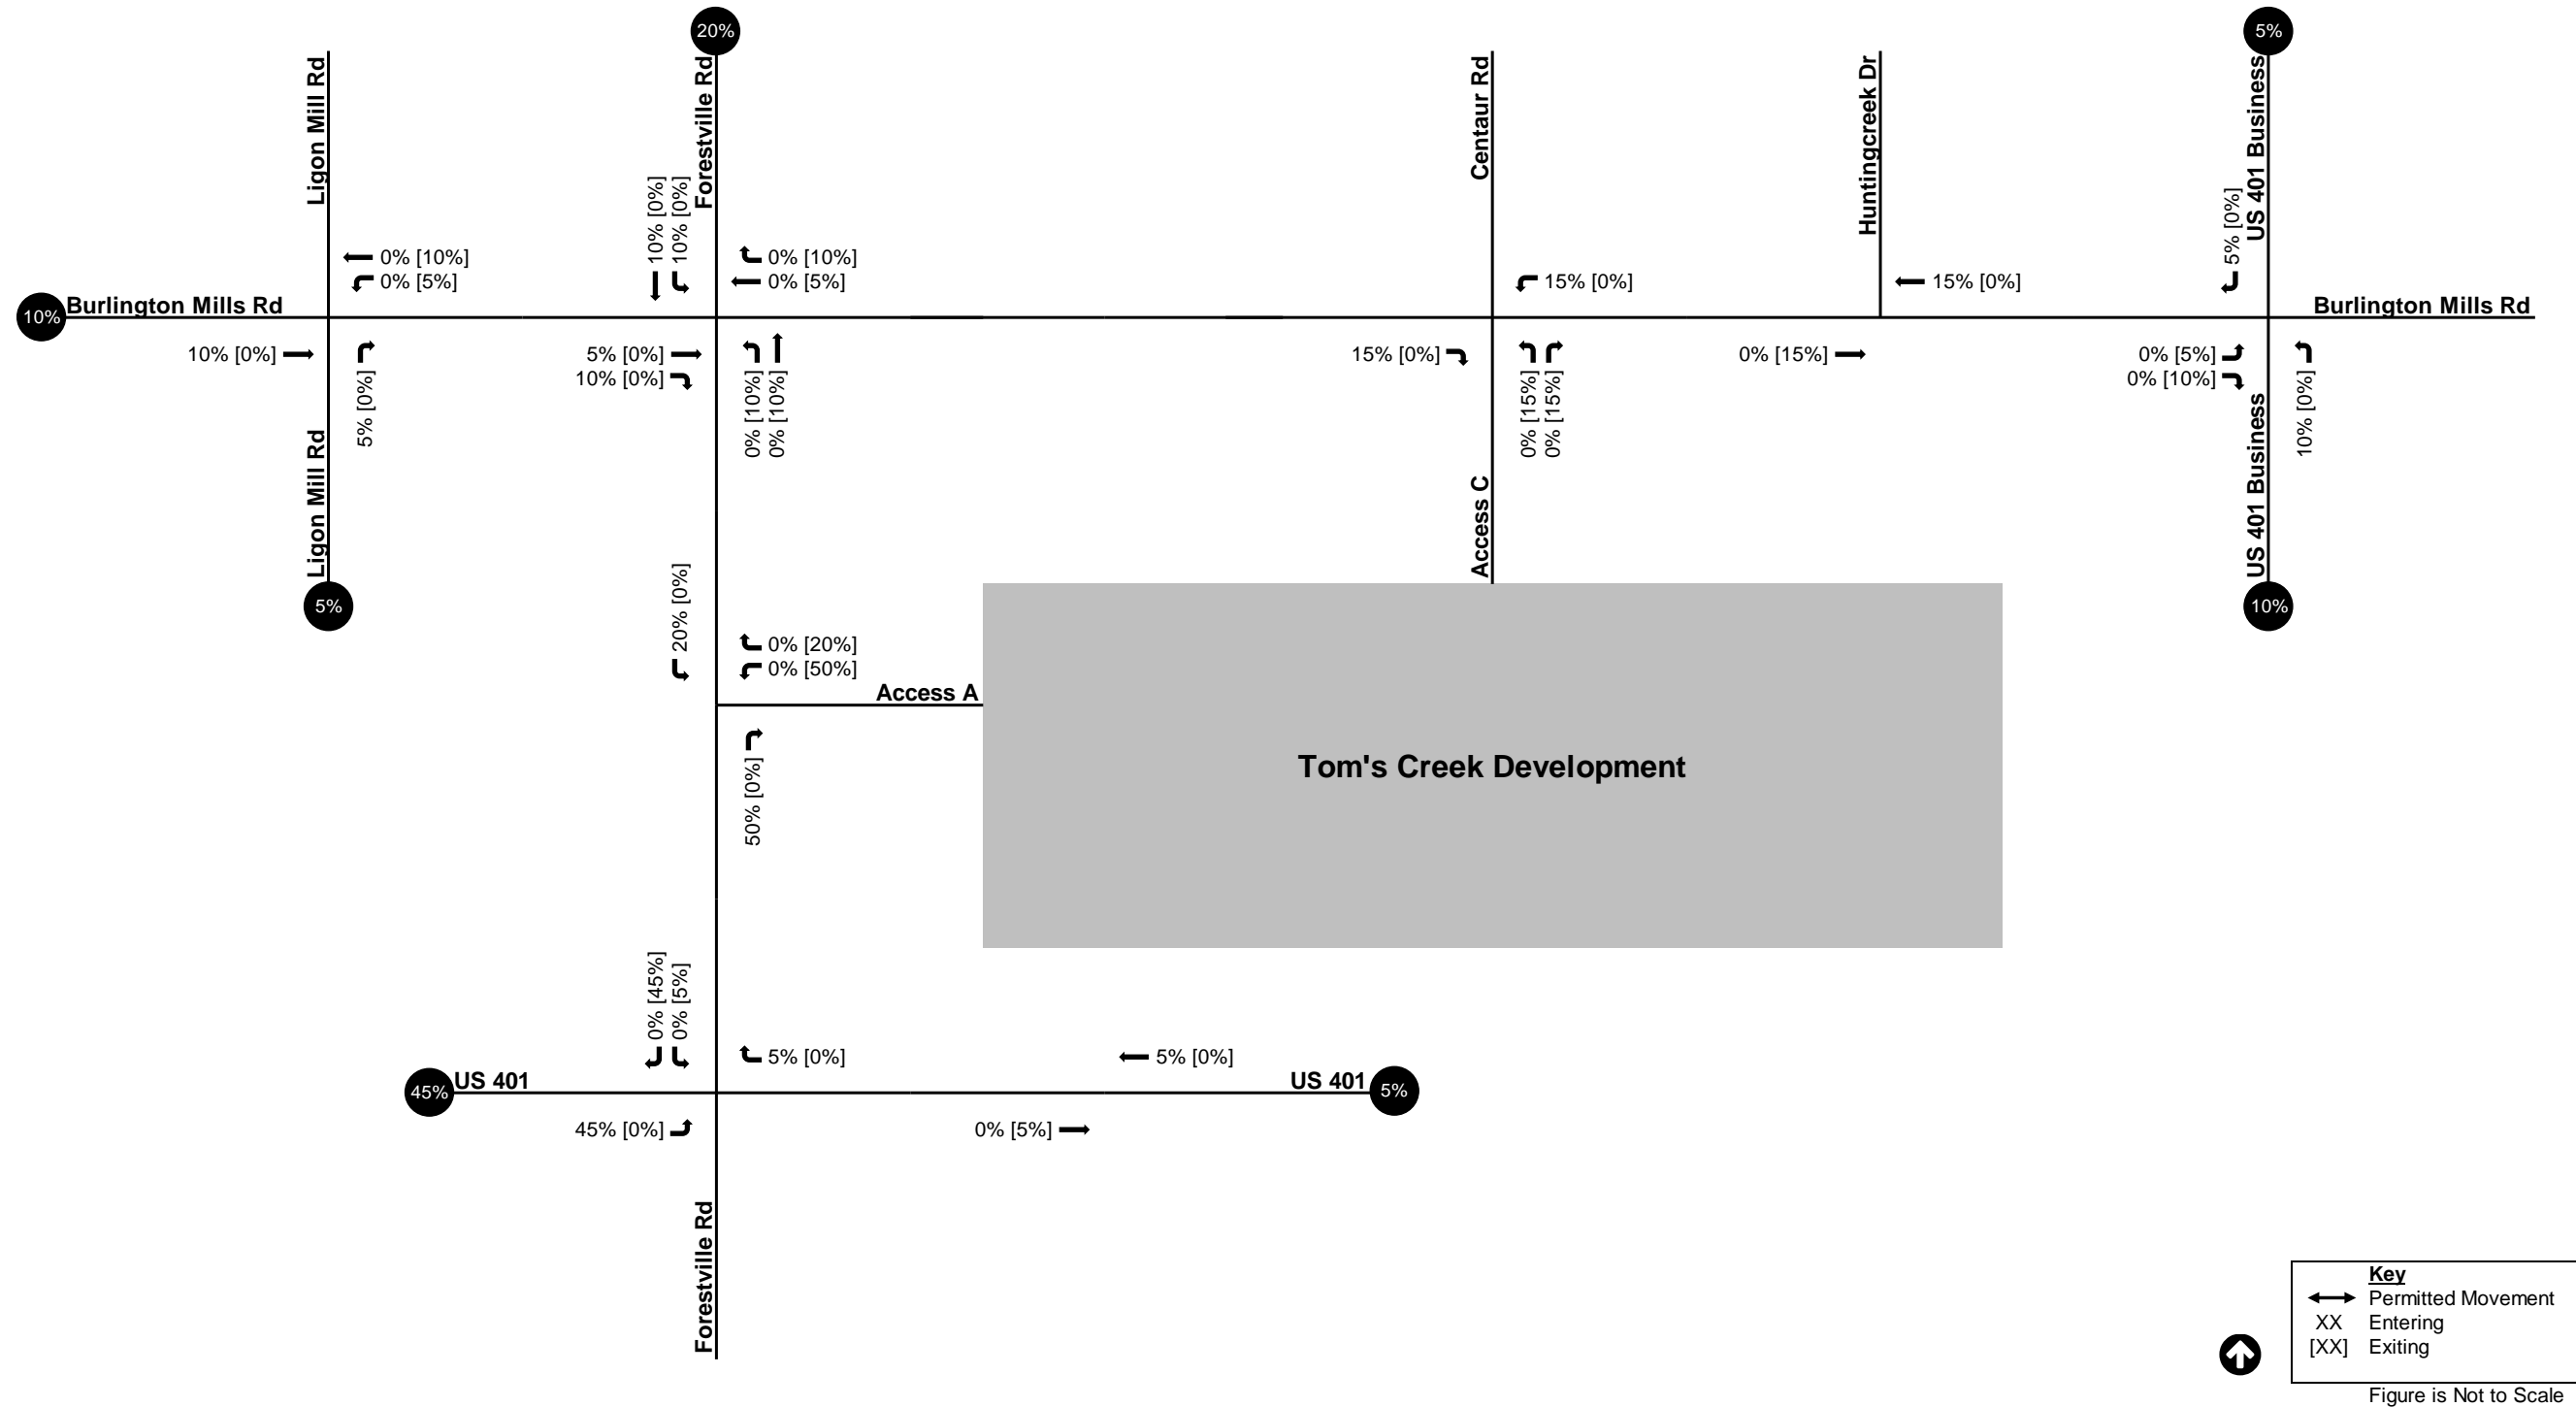 20%
5%
Ligon Mill Rd
Forestville Rd
Centaur Rd
Huntingcreek Dr
US 401 Business
10% [0%]
10% [0%]
5% [0%]
0% [10%]
0% [5%]
0% [10%]
0% [5%]
15% [0%]
15% [0%]
10%
Burlington Mills Rd
Burlington Mills Rd
10% [0%]
5% [0%]
5% [0%]
10% [0%]
0% [10%]
0% [10%]
15% [0%]
0% [15%]
0% [15%]
0% [15%]
0% [5%]
0% [10%]
10% [0%]
Ligon Mill Rd
Access C
US 401 Business
5%
10%
20% [0%]
0% [20%]
0% [50%]
Access A
50% [0%]
Tom's Creek Development
0% [45%]
0% [5%]
5% [0%]
5% [0%]
45%
US 401
US 401
5%
45% [0%]
0% [5%]
Forestville Rd
Key
Permitted Movement
XX Entering
[XX] Exiting
Figure is Not to Scale